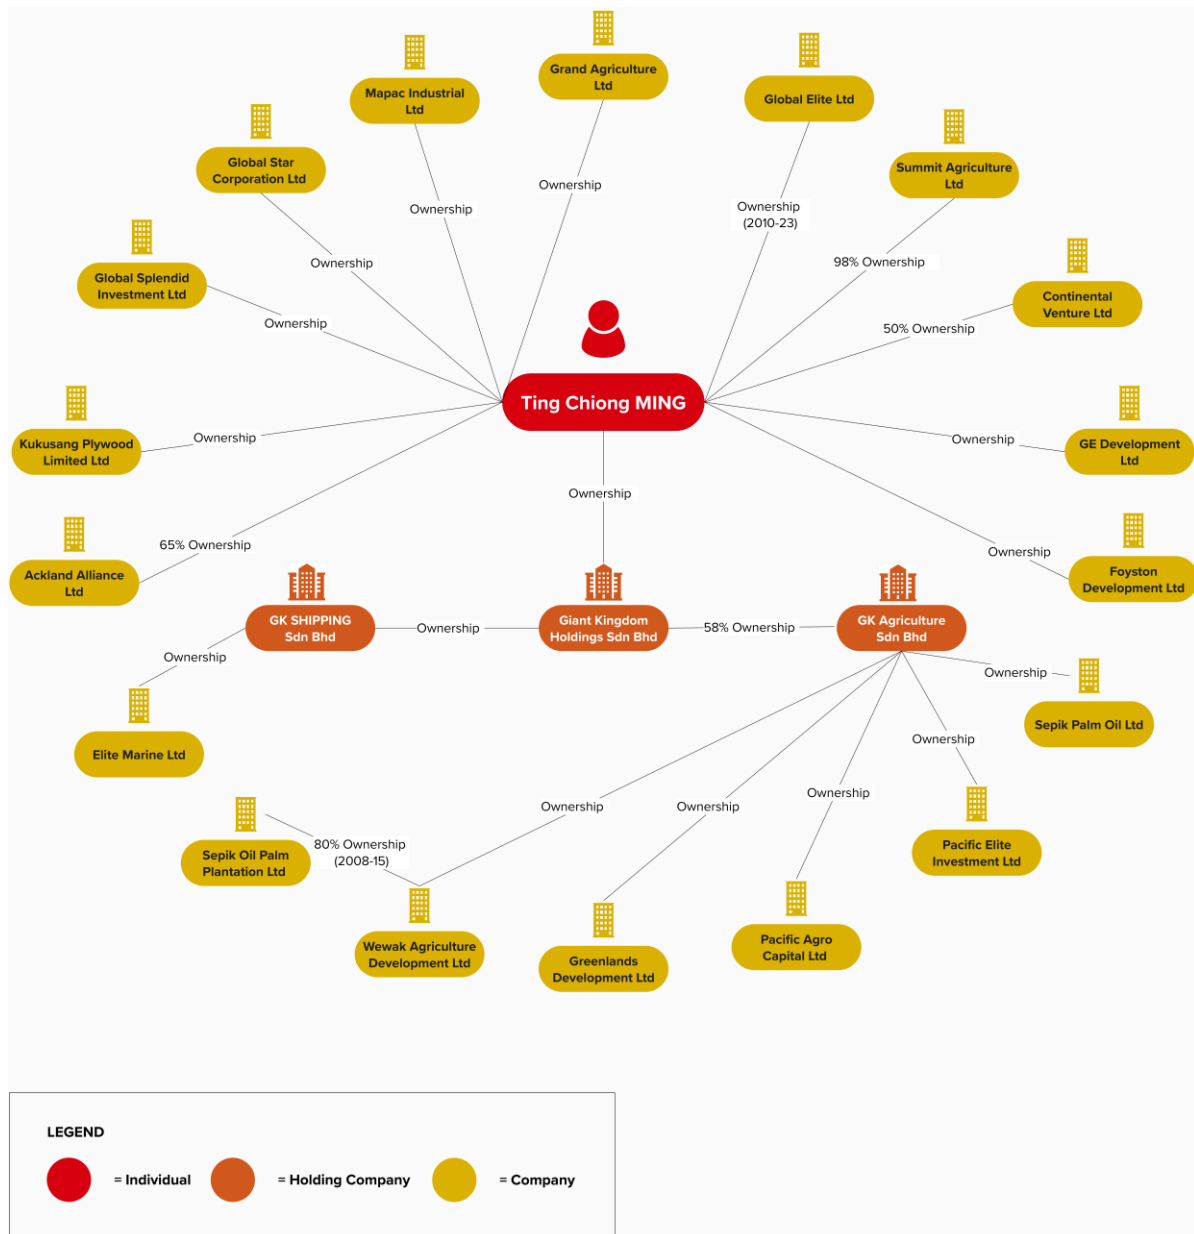 Grand Agriculture
Ltd
Mapac Industrial
Ltd
Global Elite Ltd
Global Star
Corporation Ltd
Summit Agriculture
Ltd
Ownership
Ownership
Ownership
(2010-23)
98% Ownership
Ownership
Global Splendid
Investment Ltd
Continental
Venture Ltd
Ownership
50% Ownership
Ting Chiong MING
Kukusang Plywood
Limited Ltd
Ownership
Ownership
GE Development
Ltd
Ownership
65% Ownership
Ownership
Ackland Alliance
Ltd
Foyston
Development Ltd
GK SHIPPING
Sdn Bhd
Ownership
Giant Kingdom
Holdings Sdn Bhd
58% Ownership
GK Agriculture
Sdn Bhd
Ownership
Ownership
Elite Marine Ltd
Sepik Palm Oil Ltd
Ownership
Ownership
Ownership
Ownership
80% Ownership
(2008-15)
Sepik Oil Palm
Plantation Ltd
Pacific Elite
Investment Ltd
Wewak Agriculture
Development Ltd
Greenlands
Development Ltd
Pacific Agro
Capital Ltd
LEGEND
= Individual
= Holding Company
= Company